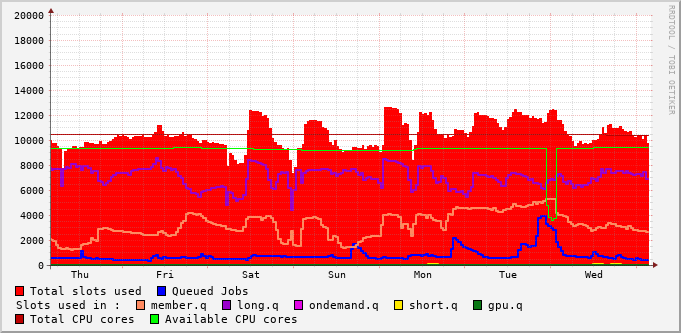 20000
18000
16000
14000
12000
10000
8000
6000
4000
2000
0
Thu Fri Sat Sun Mon Tue Wed
RRDTOOL / TOBI OETIKER
Total slots used Queued Jobs
Slots used in : member.q long.q ondemand.q short.q gpu.q
Total CPU cores Available CPU cores